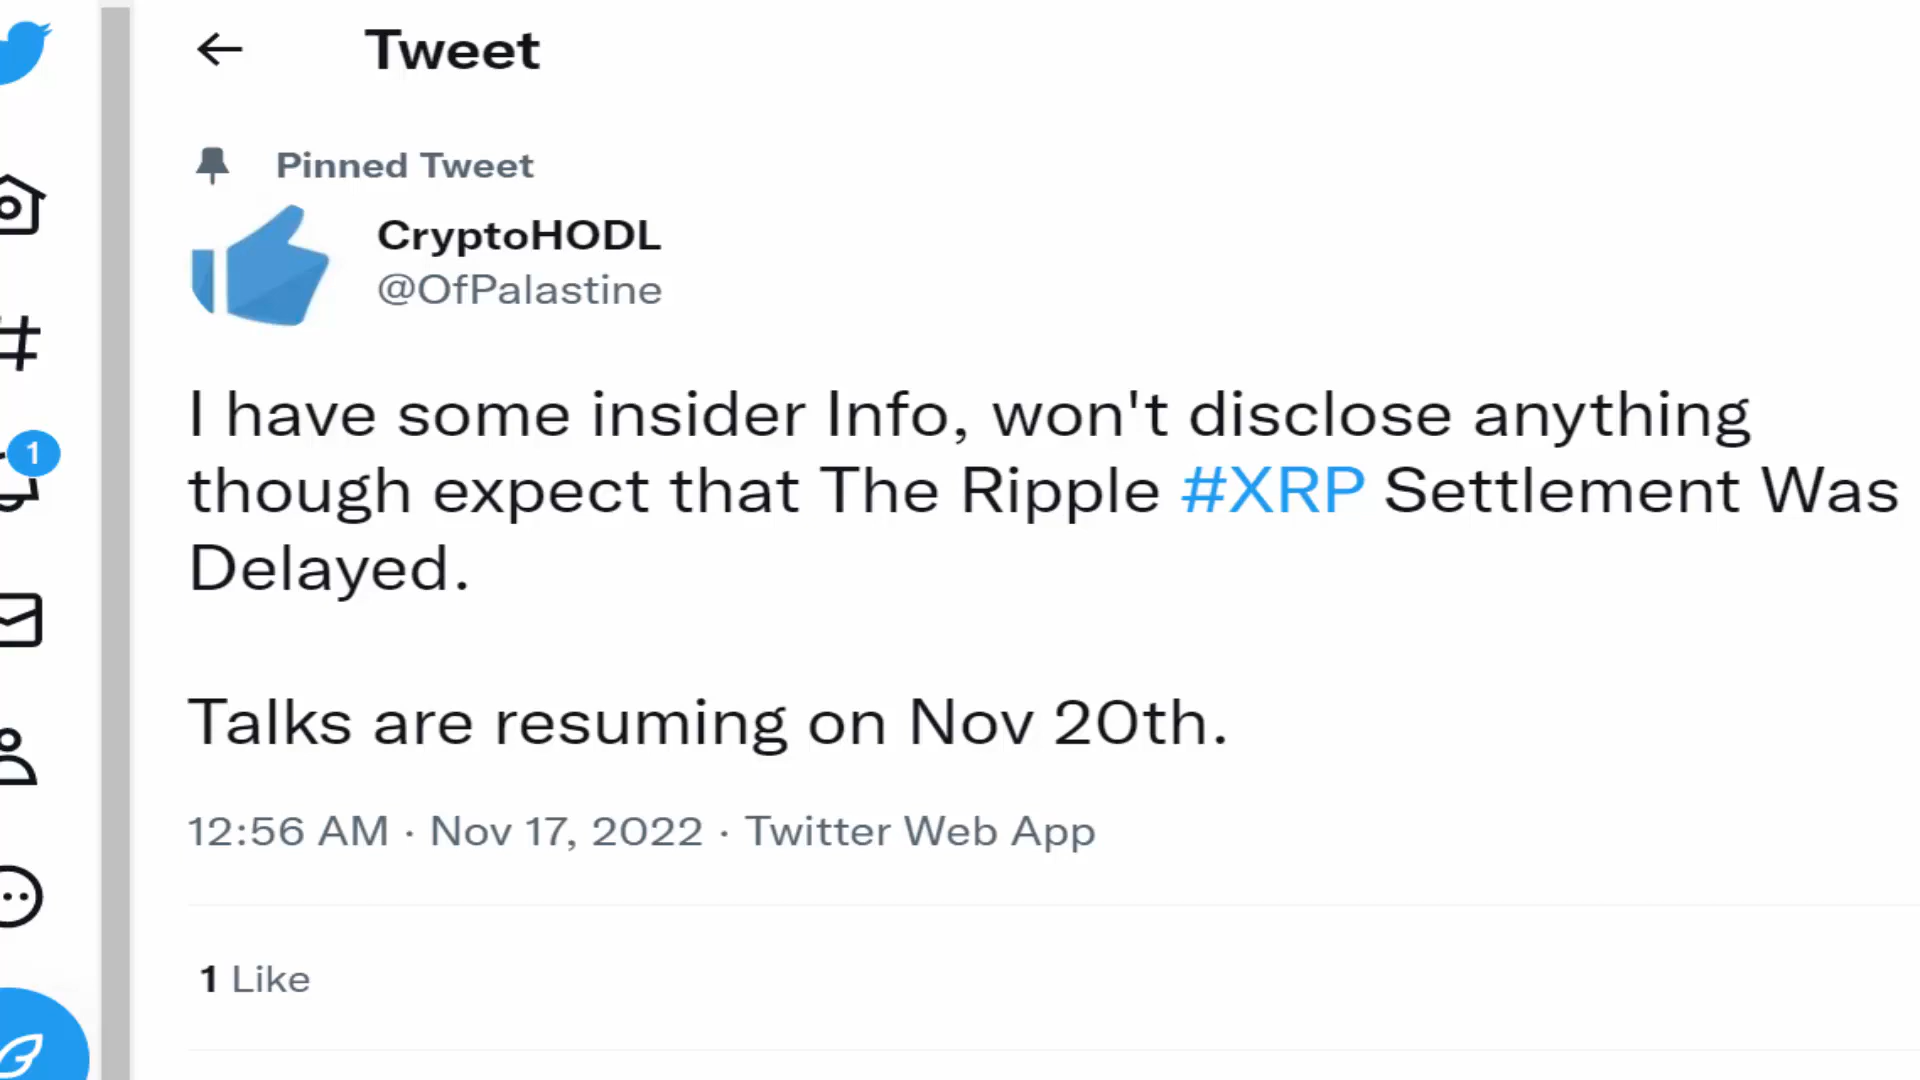 Tweet
Pinned Tweet
CryptoHODL
@OfPalastine
I have some insider Info, won't disclose anything
though expect that The Ripple #XRP Settlement Was
Delayed.
Talks are resuming on Nov 20th.
12:56 AM · Nov 17, 2022 · Twitter Web App
1 Like
1